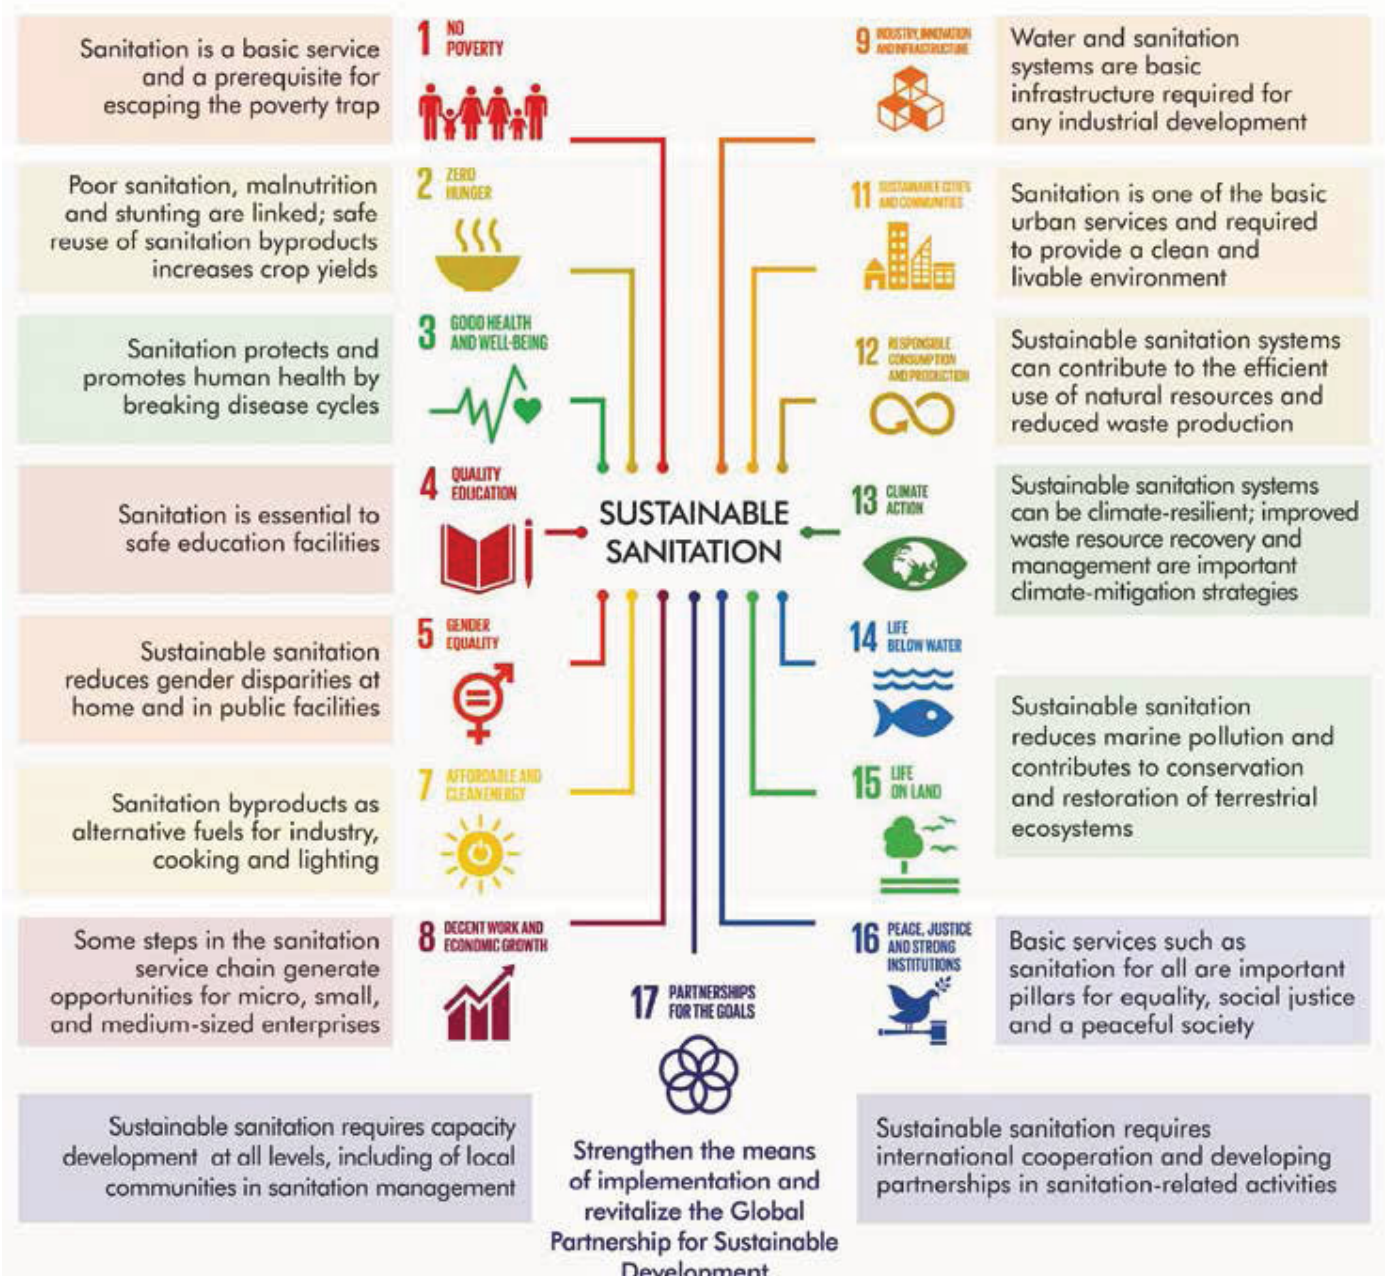 Sanitation is a basic service
and a prerequisite for
escaping the poverty trap
1 NO
POVERTY
Poor sanitation, malnutrition
and stunting are linked; safe
reuse of sanitation byproducts
increases crop yields
2 ZERO
HUNGER
Sanitation protects and
promotes human health by
breaking disease cycles
3 GOOD HEALTH
AND WELL-BEING
Sanitation is essential to
safe education facilities
4 QUALITY
EDUCATION
Sustainable sanitation
reduces gender disparities at
home and in public facilities
5 GENDER
EQUALITY
Sanitation byproducts as
alternative fuels for industry,
cooking and lighting
7 AFFORDABLE AND
CLEAN ENERGY
Some steps in the sanitation
service chain generate
opportunities for micro, small,
and medium-sized enterprises
8 DECENT WORK AND
ECONOMIC GROWTH
SUSTAINABLE
SANITATION
9 INDUSTRY, INNOVATION
AND INFRASTRUCTURE
Water and sanitation
systems are basic
infrastructure required for
any industrial development
11 SUSTAINABLE CITIES
AND COMMUNITIES
Sanitation is one of the basic
urban services and required
to provide a clean and
livable environment
12 RESPONSIBLE
CONSUMPTION
AND PRODUCTION
Sustainable sanitation systems
can contribute to the efficient
use of natural resources and
reduced waste production
13 CLIMATE
ACTION
Sustainable sanitation systems
can be climate-resilient; improved
waste resource recovery and
management are important
climate-mitigation strategies
14 LIFE
BELOW WATER
15 LIFE
ON LAND
Sustainable sanitation
reduces marine pollution and
contributes to conservation
and restoration of terrestrial
ecosystems
16 PEACE, JUSTICE
AND STRONG
INSTITUTIONS
Basic services such as
sanitation for all are important
pillars for equality, social justice
and a peaceful society
17 PARTNERSHIPS
FOR THE GOALS
Sustainable sanitation requires capacity
development at all levels, including of local
communities in sanitation management
Strengthen the means
of implementation and
revitalize the Global
Partnership for Sustainable
Development
Sustainable sanitation requires
international cooperation and developing
partnerships in sanitation-related activities